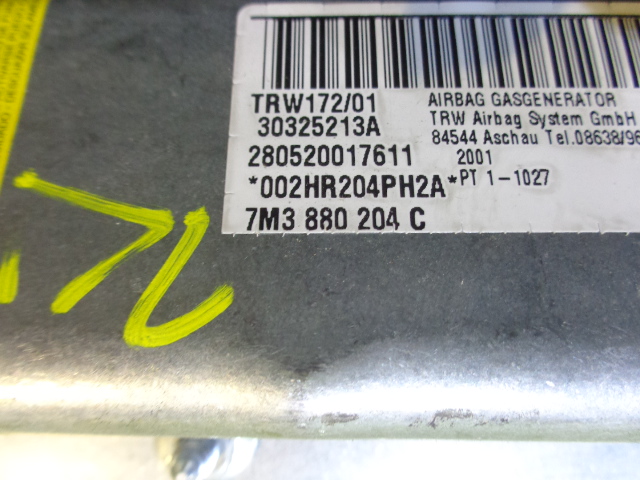 TRW172/01 AIRBAG GASGENERATOR
30325213A TRW Airbag System GmbH
84544 Aschau Tel.08638/96
280520017611 2001
*002HR204PH2A* PT 1-1027
7M3 880 204 C